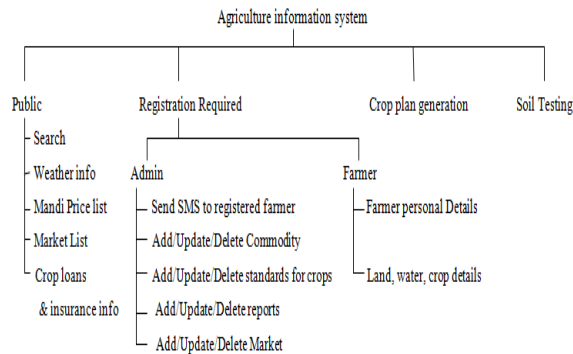 Agriculture information system
Public
Registration Required
Crop plan generation
Soil Testing
Search
Weather info
Mandi Price list
Market List
Crop loans
& insurance info
Admin
Send SMS to registered farmer
Add/Update/Delete Commodity
Add/Update/Delete standards for crops
Add/Update/Delete reports
Add/Update/Delete Market
Farmer
Farmer personal Details
Land, water, crop details